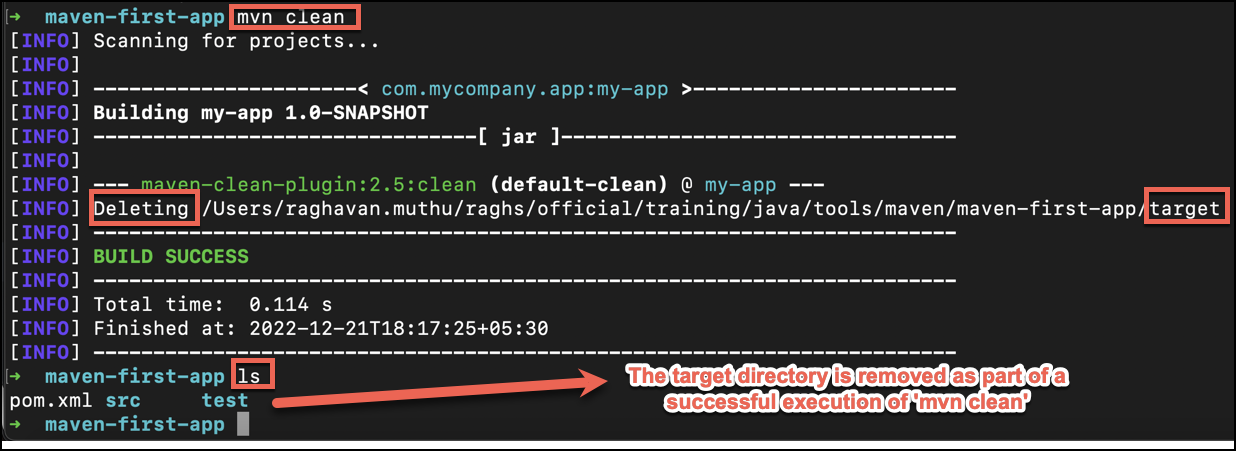 ➜ maven-first-app mvn clean
[INFO] Scanning for projects...
[INFO]
[INFO] ----------------------< com.mycompany.app:my-app >----------------------
[INFO] Building my-app 1.0-SNAPSHOT
[INFO] --------------------------------[ jar ]---------------------------------
[INFO]
[INFO] --- maven-clean-plugin:2.5:clean (default-clean) @ my-app ---
[INFO] Deleting /Users/raghavan.muthu/raghs/official/training/java/tools/maven/maven-first-app/target
[INFO] ------------------------------------------------------------------------
[INFO] BUILD SUCCESS
[INFO] ------------------------------------------------------------------------
[INFO] Total time:  0.114 s
[INFO] Finished at: 2022-12-21T18:17:25+05:30
[INFO] ------------------------------------------------------------------------
➜ maven-first-app ls
pom.xml src     test
➜ maven-first-app
The target directory is removed as part of a
successful execution of 'mvn clean'